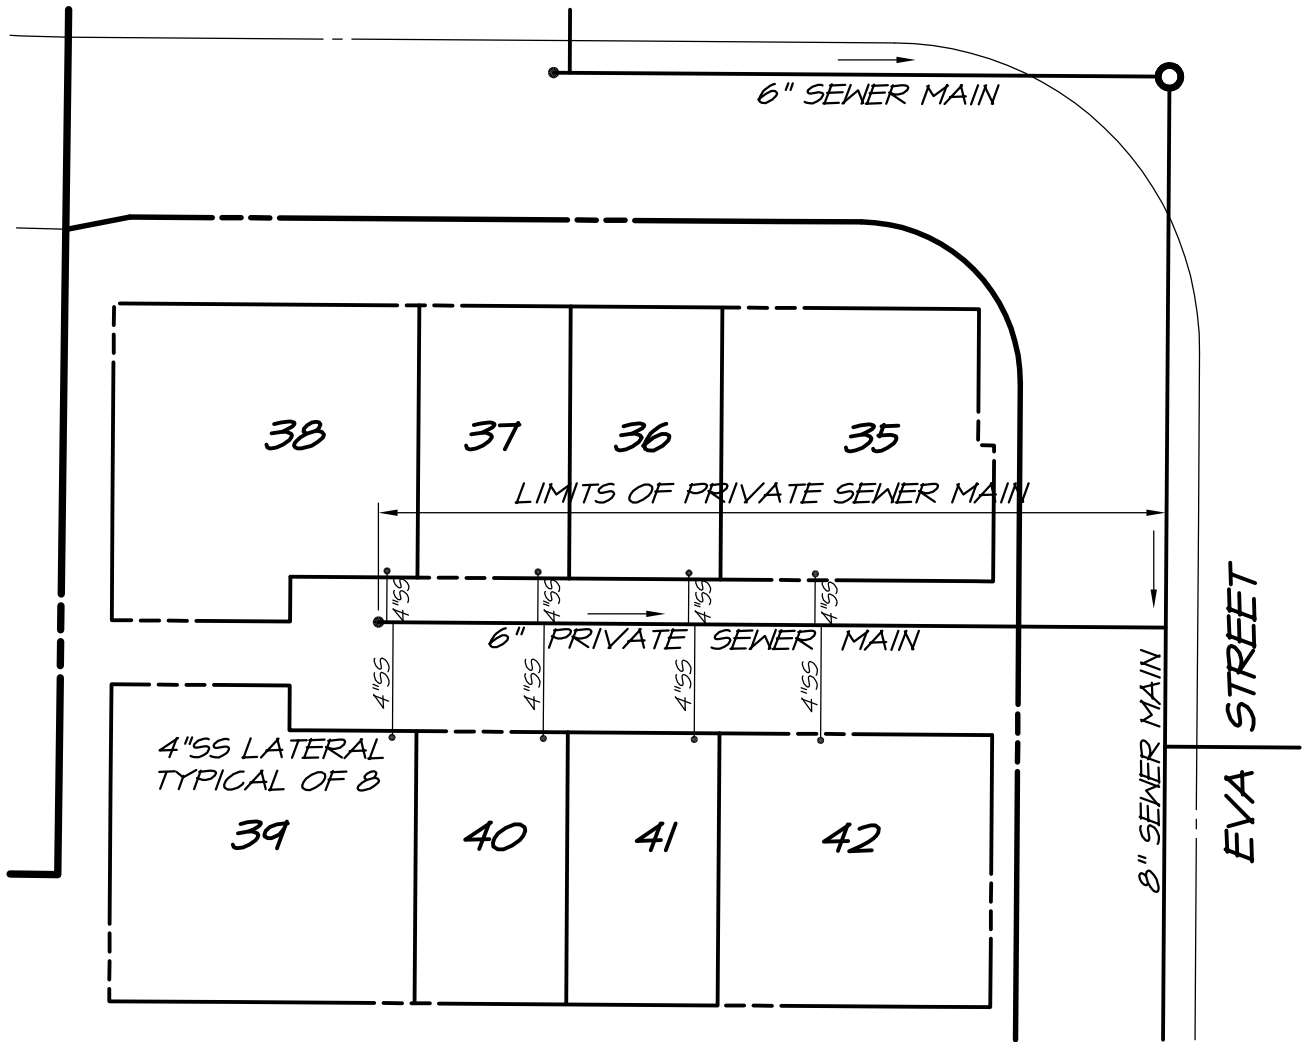 6" SEWER MAIN
38
37
36
35
LIMITS OF PRIVATE SEWER MAIN
4"SS
4"SS
4"SS
4"SS
6" PRIVATE SEWER MAIN
4"SS
4"SS
4"SS
4"SS
4"SS LATERAL
TYPICAL OF 8
39
40
41
42
8" SEWER MAIN
EVA STREET